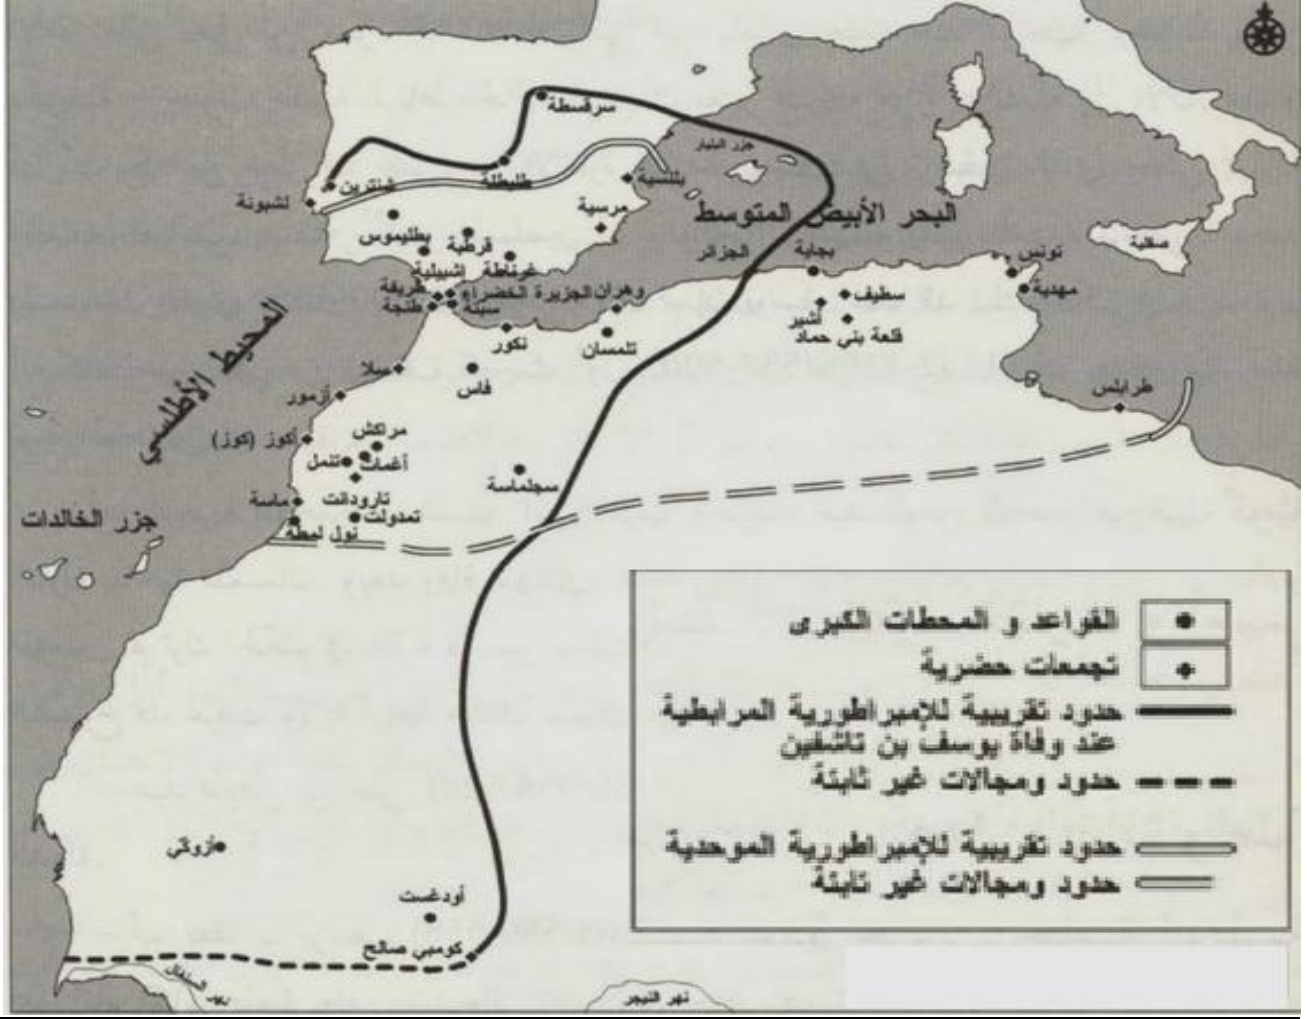 سرقسطة
جزر البليار
شنترين
طليطلة
بلنسية
لشبونة
مرسية
البحر الأبيض المتوسط
بطليموس
قرطبة
صقلية
الجزائر
بجاية
تونس
غرناطة
اشبيلية
مهدية
سطيف
وهران
الجزيرة الخضراء
طريفة
سبتة
طنجة
أشير
قلعة بني حماد
المحيط الأطلسي
نكور
تلمسان
سلا
فاس
أزمور
طرابلس
مراكش
أكوز (كوز)
أغمات
تنمل
سجلماسة
تارودانت
ماسة
تمدولت
نول لمطة
جزر الخالدات
القواعد و المحطات الكبرى
تجمعات حضرية
حدود تقريبية للإمبراطورية المرابطية
عند وفاة يوسف بن تاشفين
حدود ومجالات غير ثابتة
حدود تقريبية للإمبراطورية الموحدية
حدود ومجالات غير ثابتة
أزوكي
أودغست
كومبي صالح
السنغال
نهر النيجر